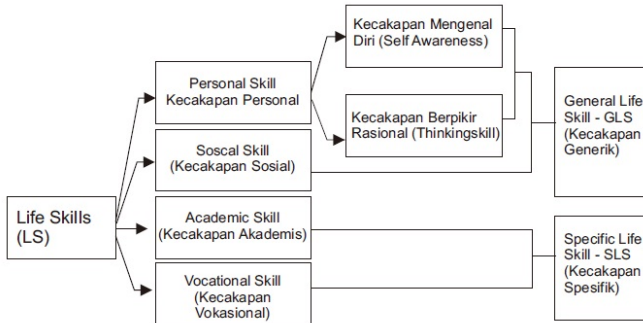 Kecakapan Mengenal
Diri (Self Awareness)
Personal Skill
Kecakapan Personal
Kecakapan Berpikir
Rasional (Thinkingskill)
General Life
Skill - GLS
(Kecakapan
Generik)
Soscal Skill
(Kecakapan Sosial)
Life Skills
(LS)
Academic Skill
(Kecakapan Akademis)
Specific Life
Skill - SLS
(Kecakapan
Spesifik)
Vocational Skill
(Kecakapan
Vokasional)